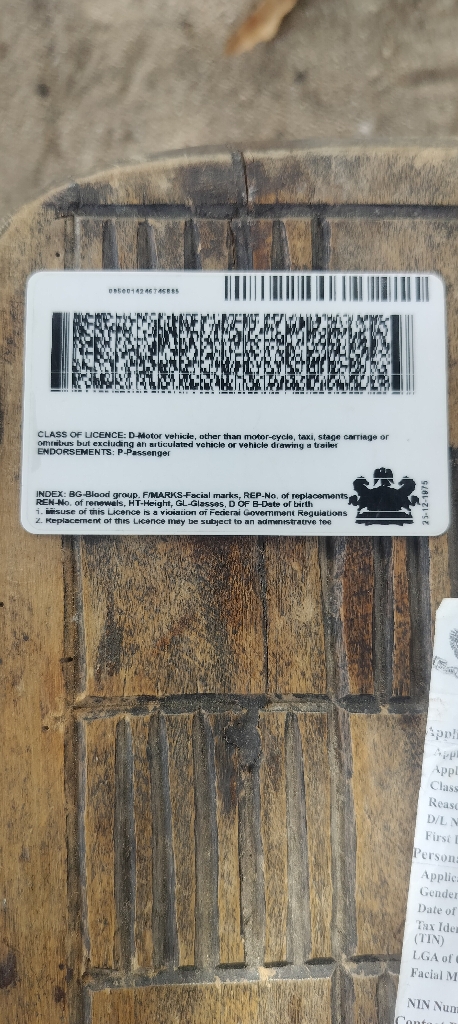 CLASS OF LICENCE: D-Motor vehicle, other than motor-cycle, taxi, stage carriage or
omnibus but excluding an articulated vehicle or vehicle drawing a trailer
ENDORSEMENTS: P-Passenger
INDEX: BG-Blood group, F/MARKS-Facial marks, REP-No. of replacements,
REN-No. of renewals, HT-Height, GL-Glasses, D OF B-Date of birth
1. Misuse of this Licence is a violation of Federal Government Regulations
2. Replacement of this Licence may be subject to an administrative fee
25-12-1975
Appli
Appl
Appl
Class
Reaso
D/L N
First I
Persona
Applica
Gender
Date of
Tax Iden
(TIN)
LGA of
Facial M
NIN Num